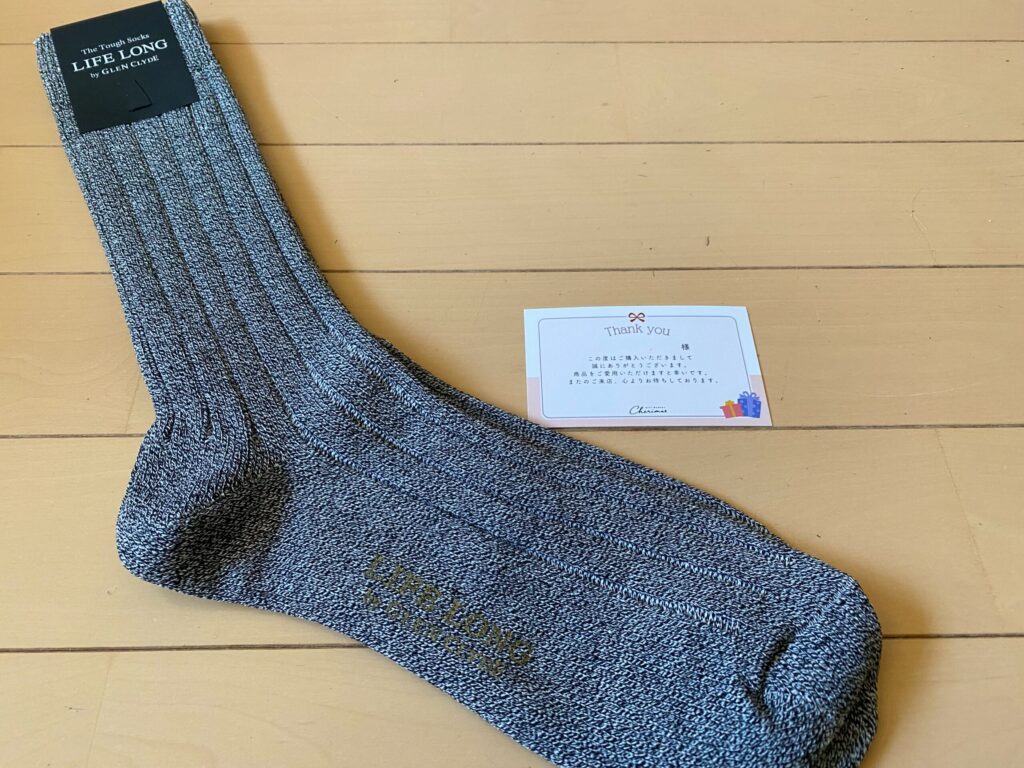 The Tough Socks
LIFE LONG
by GLEN CLYDE
Thank you
様
この度はご購入いただきまして
誠にありがとうございます。
商品をご愛用いただけますと幸いです。
またのご来店、心よりお待ちしております。
Cherimee
LIFE LONG
by GLEN CLYDE